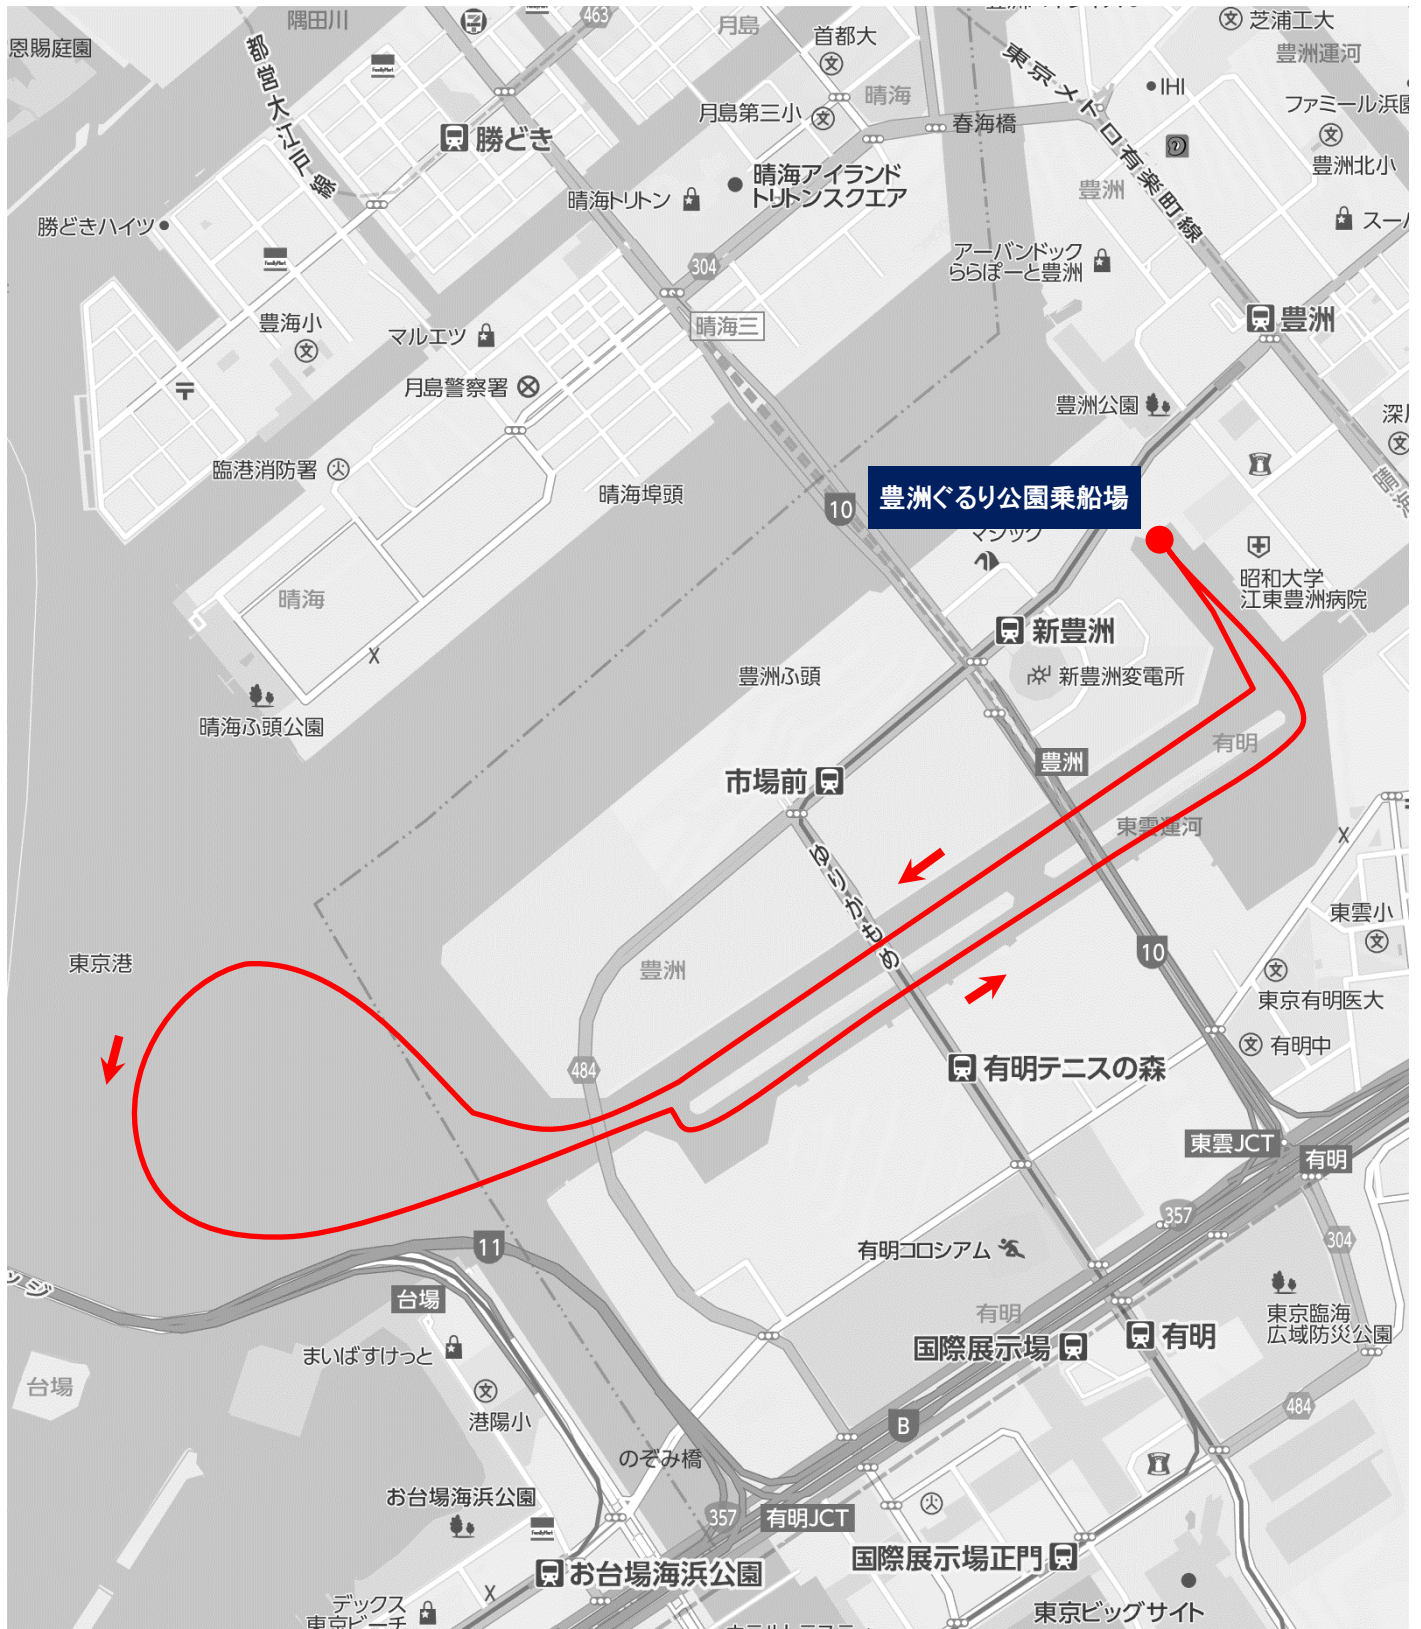 恩賜庭園
隅田川
463
月島
首都大
芝浦工大
豊洲運河
都営大江戸線
東京メトロ有楽町線
IHI
ファミール浜園
月島第三小
晴海
春海橋
勝どき
豊洲北小
晴海アイランド
トリトンスクエア
晴海トリトン
豊洲
スーパ
勝どきハイツ
アーバンドック
ららぽーと豊洲
304
豊海小
晴海三
豊洲
マルエツ
月島警察署
豊洲公園
深川
臨港消防署
晴海埠頭
10
豊洲ぐるり公園乗船場
マジック
昭和大学
江東豊洲病院
晴海
新豊洲
豊洲ふ頭
新豊洲変電所
晴海ふ頭公園
有明
豊洲
市場前
東雲運河
ゆりかもめ
東雲小
東京港
豊洲
10
東京有明医大
有明中
484
有明テニスの森
東雲JCT
有明
357
11
有明コロシアム
304
ッジ
台場
有明
東京臨海
広域防災公園
国際展示場
有明
まいばすけっと
台場
港陽小
484
B
のぞみ橋
お台場海浜公園
357
有明JCT
お台場海浜公園
国際展示場正門
デックス
東京ビーチ
東京ビッグサイト